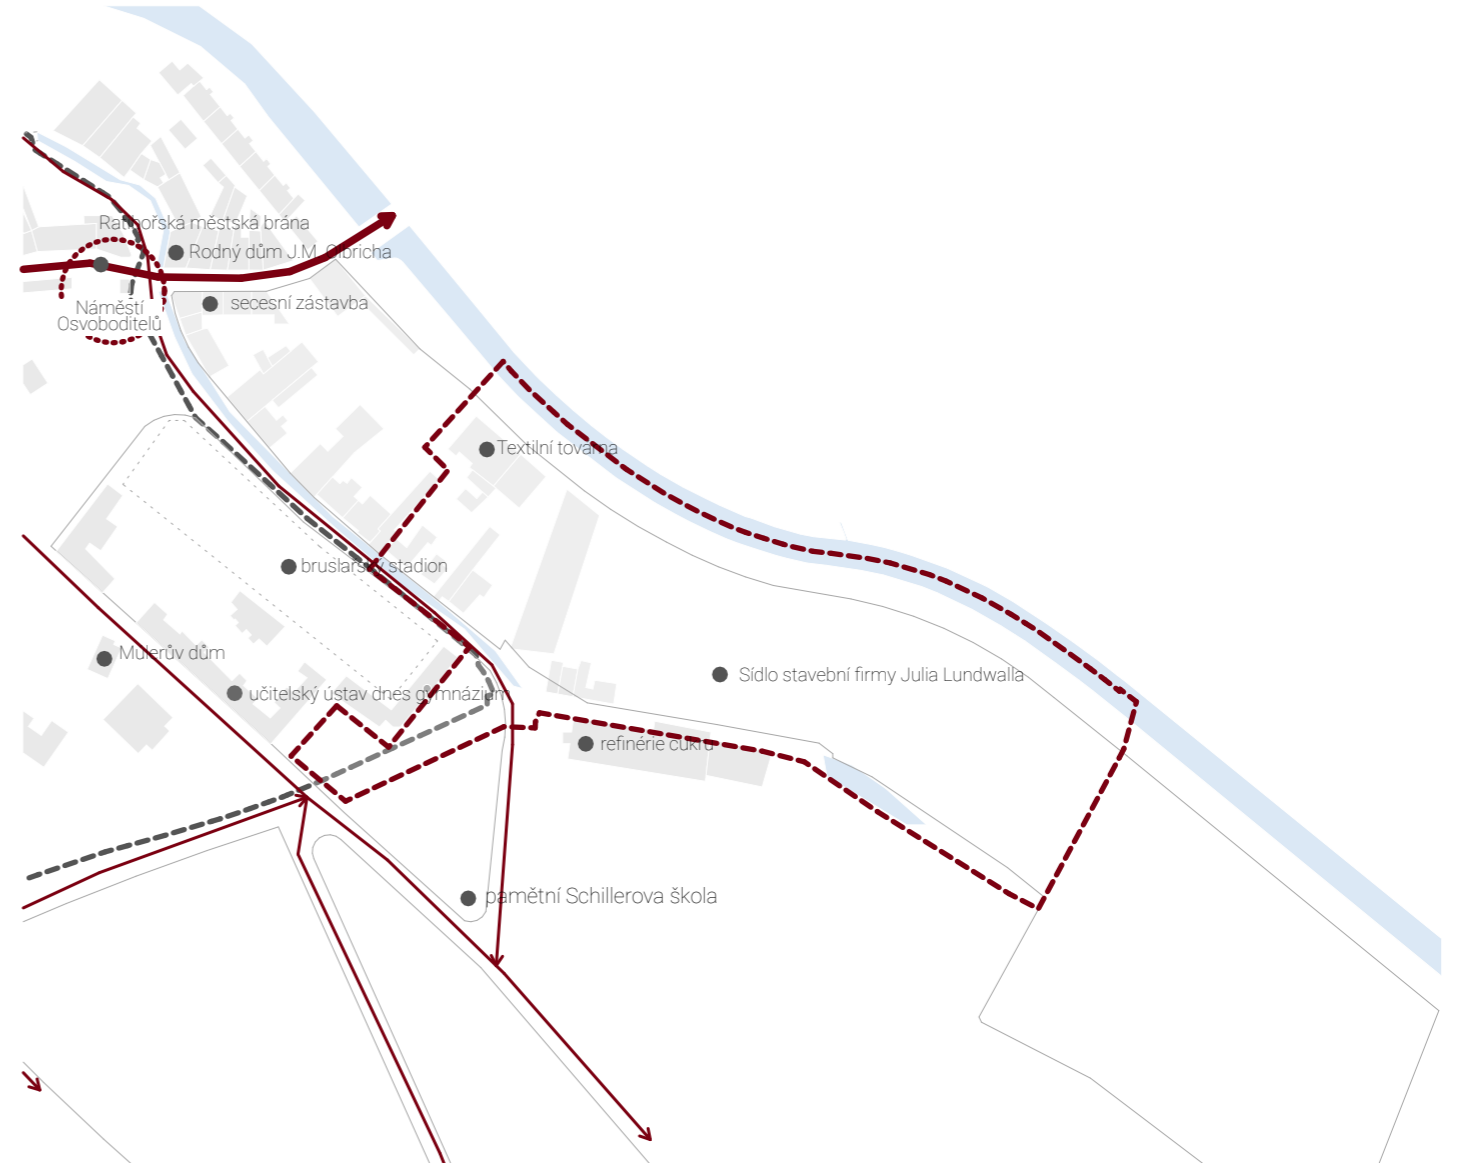 Ratibořská městská brána
Rodný dům J.M. Olbricha
secesní zástavba
Náměstí
Osvoboditelů
Textilní továrna
bruslařský stadion
Müllerův dům
učitelský ústav dnes gymnázium
Sídlo stavební firmy Julia Lundwalla
refinérie cukru
pamětní Schillerova škola